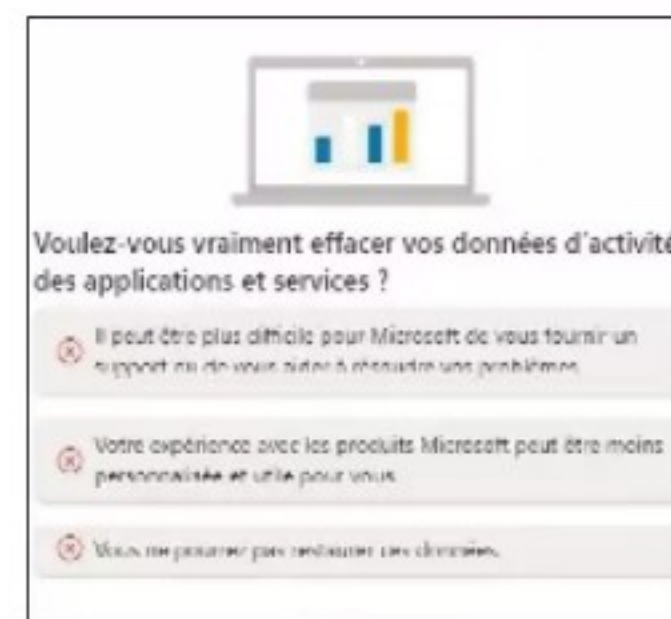 Voulez-vous vraiment effacer vos données d'activité
des applications et services ?
Il peut être plus difficile pour Microsoft de vous fournir un
support ou de vous aider à résoudre vos problèmes
Votre expérience avec les produits Microsoft peut être moins
personnalisée et utile pour vous
Vous ne pourrez pas restaurer ces données.